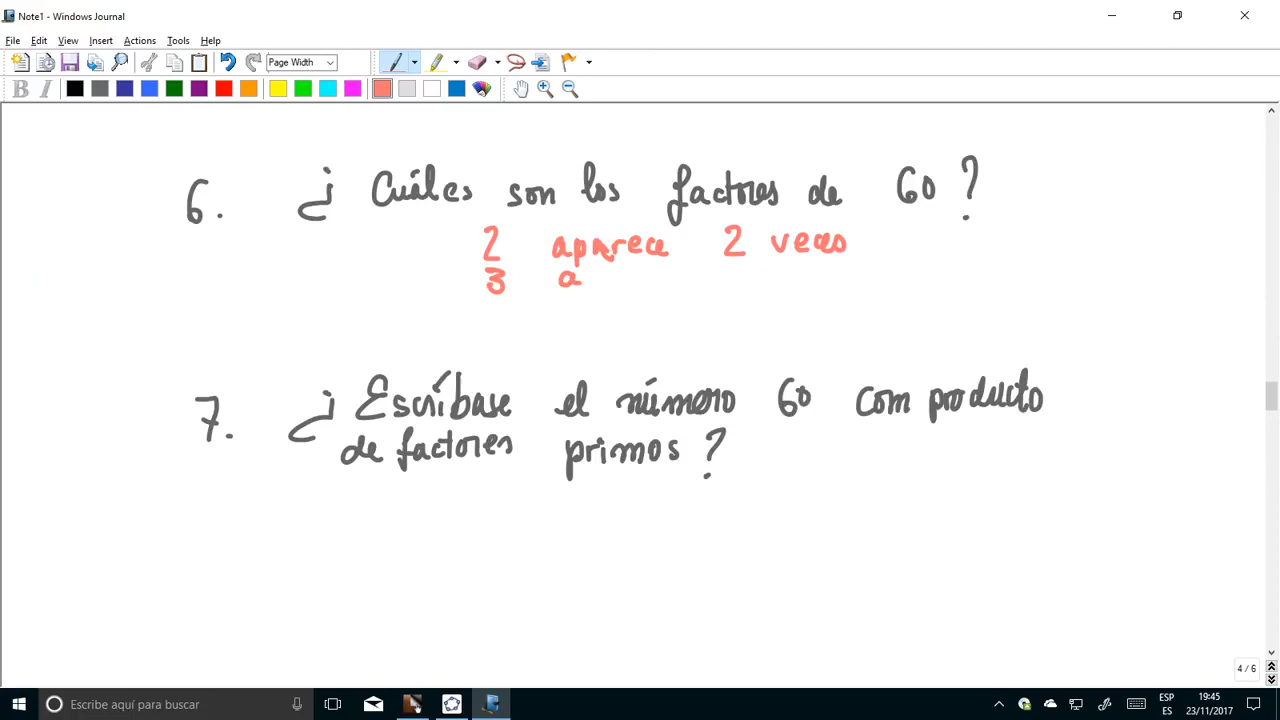 Note1 - Windows Journal
File Edit View Insert Actions Tools Help
Page Width
B I
6. ¿ Cuáles son los factores de 60 ?
2 aparece 2 veces
3 a
7. ¿ Escríbase el número 60 com producto
de factores primos ?
4 / 6
Escribe aquí para buscar
ESP 19:45
ES 23/11/2017